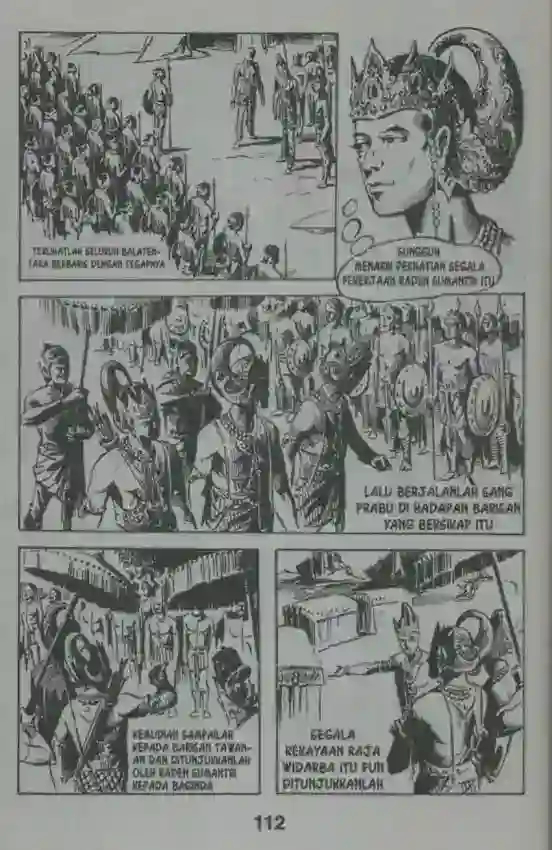 TERLIHATLAH SELURUH BALATEN-
TARA BERBARIS DENGAN TEGAPNYA
SUNGGUH
MENARIK PERHATIAN SEGALA
PEKERJAAN RADEN SUMANTRI ITU
LALU BERJALANLAH SANG
PRABU DI HADAPAN BARISAN
YANG BERSIKAP ITU
KEMUDIAN SAMPAILAH
KEPADA BARISAN TAWAN-
AN DAN DITUNJUKKANLAH
OLEH RADEN SUMANTRI
KEPADA BAGINDA
SEGALA
KEKAYAAN RAJA
WIDARBA ITU PUN
DITUNJUKKANLAH
112